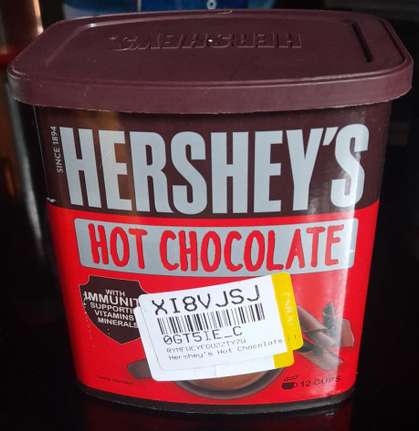 HERSHEY'S
SINCE 1894
HERSHEY'S
HOT CHOCOLATE
WITH
IMMUNITY
SUPPORTING
VITAMINS
MINERALS
XI8VJSJ
0GT5IE_C
Hershey's Hot Chocolate
12 CUPS